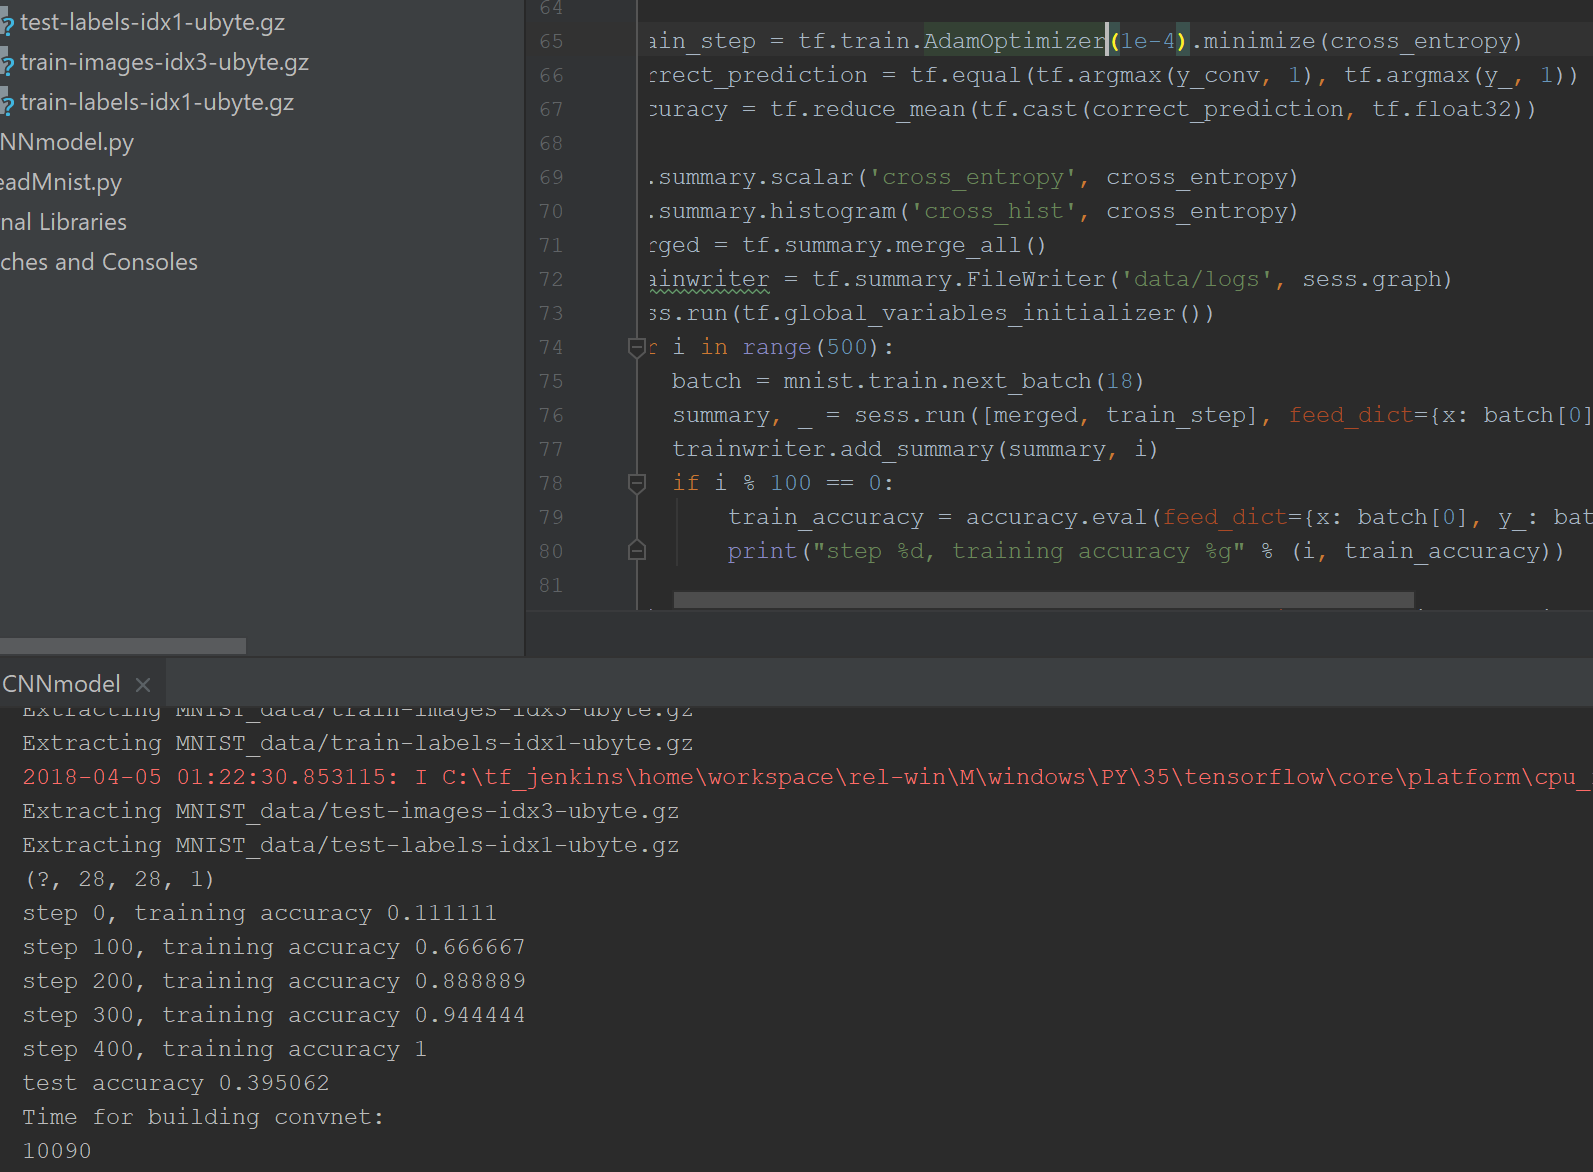 test-labels-idx1-ubyte.gz
train-images-idx3-ubyte.gz
train-labels-idx1-ubyte.gz
NNmodel.py
eadMnist.py
nal Libraries
ches and Consoles
64
65 ain_step = tf.train.AdamOptimizer(1e-4).minimize(cross_entropy)
66 rrect_prediction = tf.equal(tf.argmax(y_conv, 1), tf.argmax(y_, 1))
67 curacy = tf.reduce_mean(tf.cast(correct_prediction, tf.float32))
68
69 .summary.scalar('cross_entropy', cross_entropy)
70 .summary.histogram('cross_hist', cross_entropy)
71 rged = tf.summary.merge_all()
72 ainwriter = tf.summary.FileWriter('data/logs', sess.graph)
73 ss.run(tf.global_variables_initializer())
74 r i in range(500):
75 batch = mnist.train.next_batch(18)
76 summary, _ = sess.run([merged, train_step], feed_dict={x: batch[0]
77 trainwriter.add_summary(summary, i)
78 if i % 100 == 0:
79 train_accuracy = accuracy.eval(feed_dict={x: batch[0], y_: bat
80 print("step %d, training accuracy %g" % (i, train_accuracy))
81
CNNmodel
Extracting MNIST_data/train-images-idx3-ubyte.gz
Extracting MNIST_data/train-labels-idx1-ubyte.gz
2018-04-05 01:22:30.853115: I C:\tf_jenkins\home\workspace\rel-win\M\windows\PY\35\tensorflow\core\platform\cpu_
Extracting MNIST_data/test-images-idx3-ubyte.gz
Extracting MNIST_data/test-labels-idx1-ubyte.gz
(?, 28, 28, 1)
step 0, training accuracy 0.111111
step 100, training accuracy 0.666667
step 200, training accuracy 0.888889
step 300, training accuracy 0.944444
step 400, training accuracy 1
test accuracy 0.395062
Time for building convnet:
10090